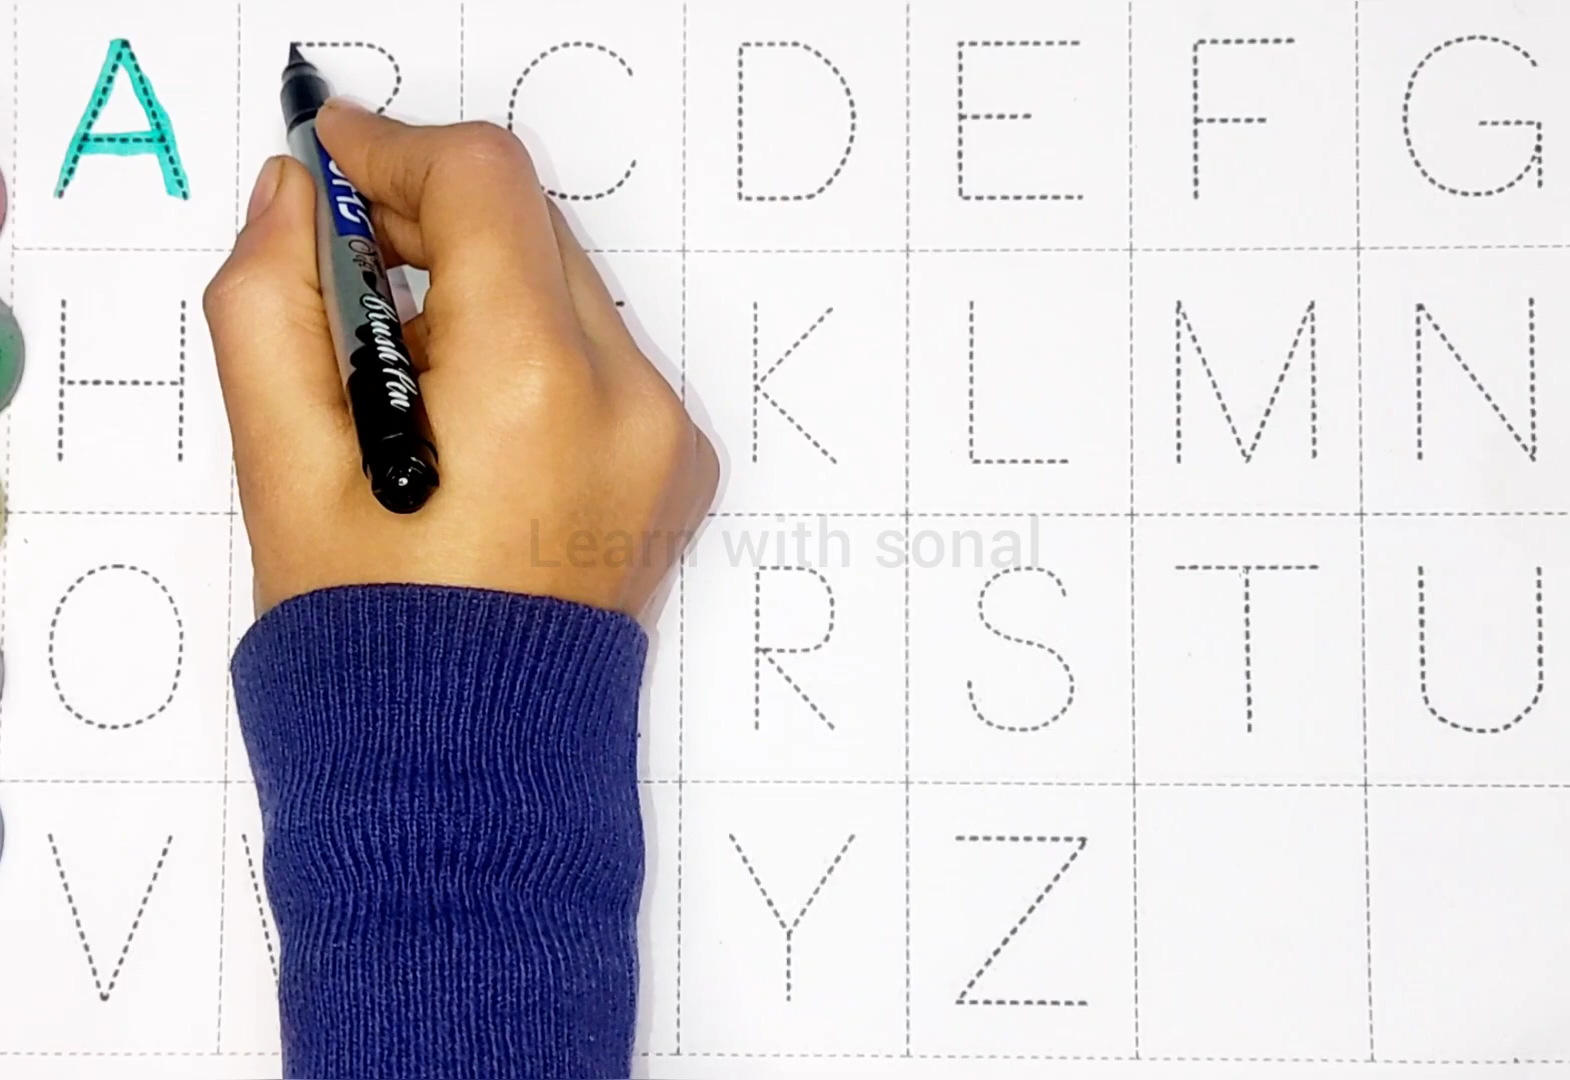 A B C D E F G
H K L M N
O R S T U
V Y Z
Brush Pen
Learn with sonal